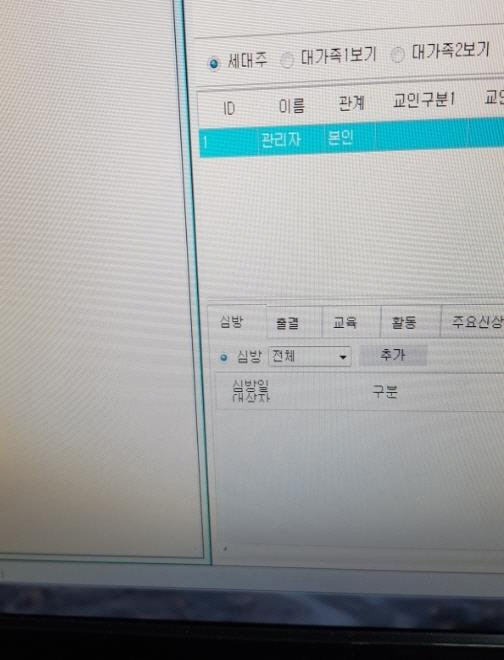 세대주 대가족1보기 대가족2보기
ID 이름 관계 교인구분1
1 관리자 본인
심방 출결 교육 활동 주요신상
심방 전체 추가
심방일 구분
대상자